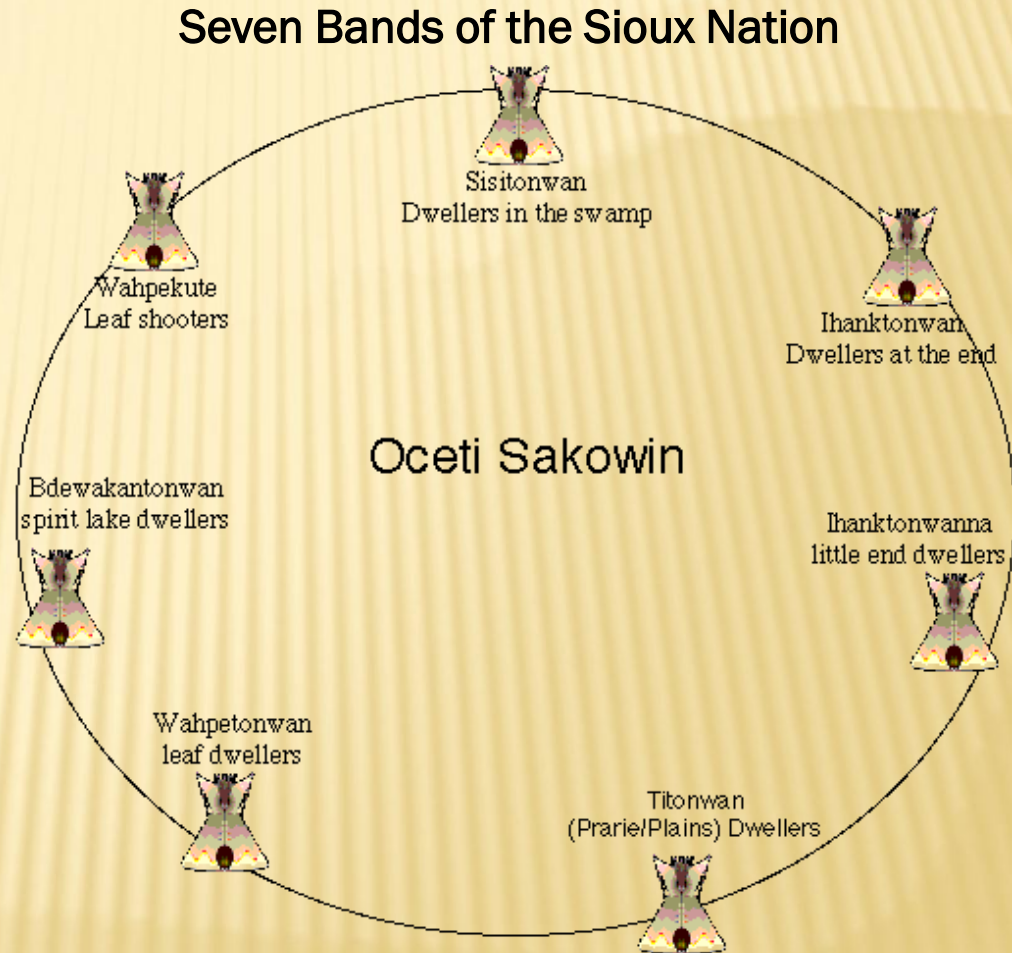 Seven Bands of the Sioux Nation
Sisitonwan
Dwellers in the swamp
Wahpekute
Leaf shooters
Ihanktonwan
Dwellers at the end
Oceti Sakowin
Bdewakantonwan
spirit lake dwellers
Ihanktonwanna
little end dwellers
Wahpetonwan
leaf dwellers
Titonwan
(Prarie/Plains) Dwellers